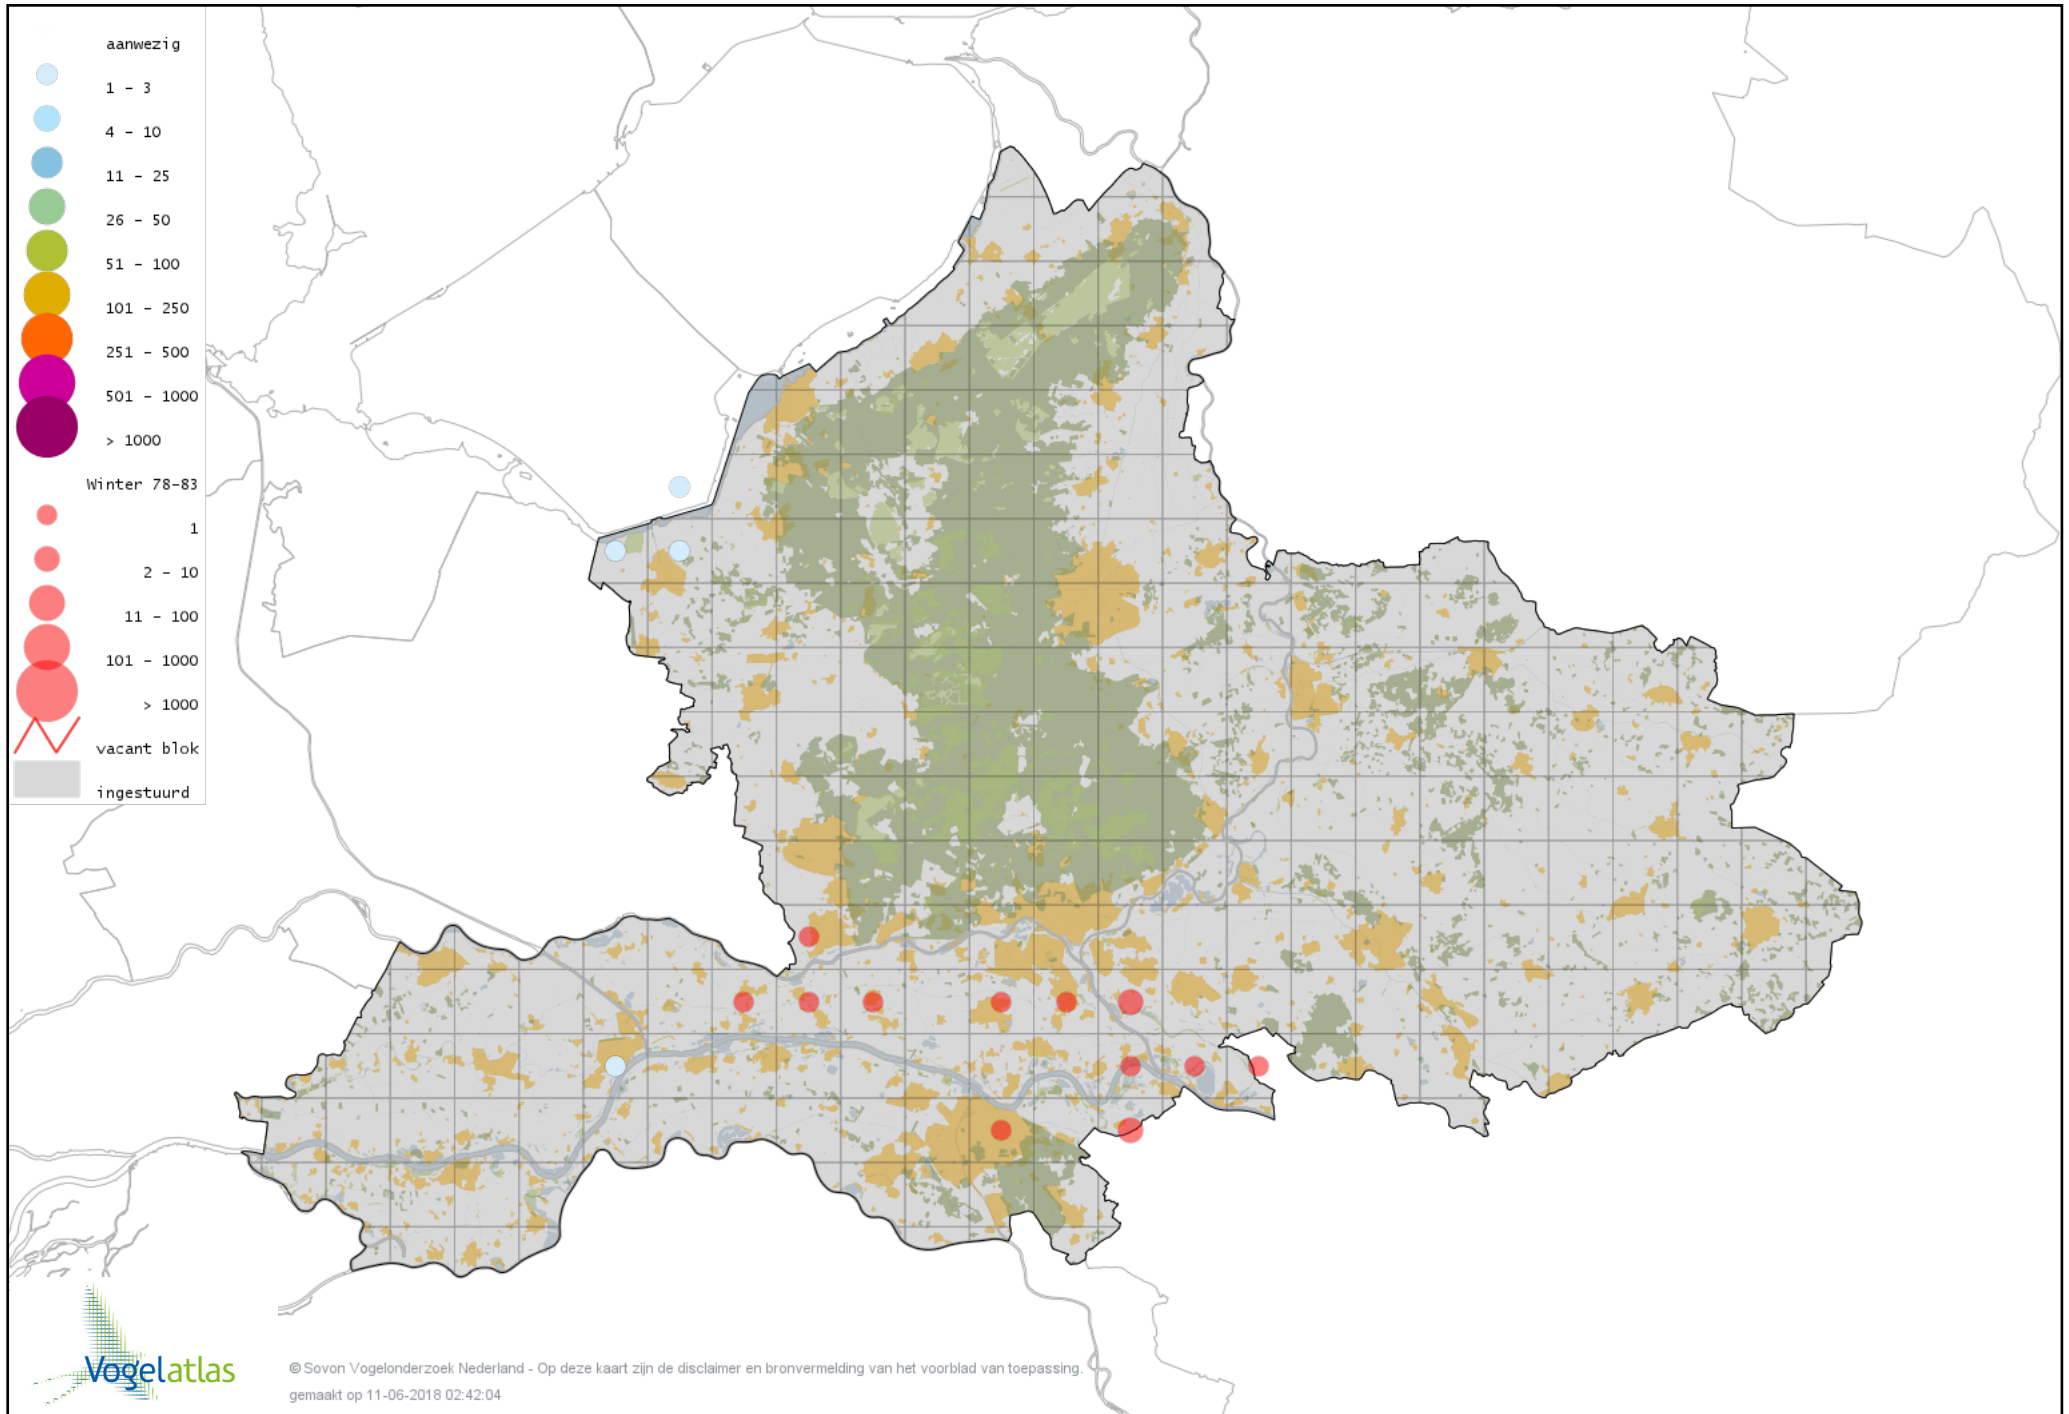 aanwezig
1 - 3
4 - 10
11 - 25
26 - 50
51 - 100
101 - 250
251 - 500
501 - 1000
> 1000
Winter 78-83
1
2 - 10
11 - 100
101 - 1000
> 1000
vacant blok
ingestuurd
Vogelatlas
© Sovon Vogelonderzoek Nederland - Op deze kaart zijn de disclaimer en bronvermelding van het voorblad van toepassing.
gemaakt op 11-06-2018 02:42:04